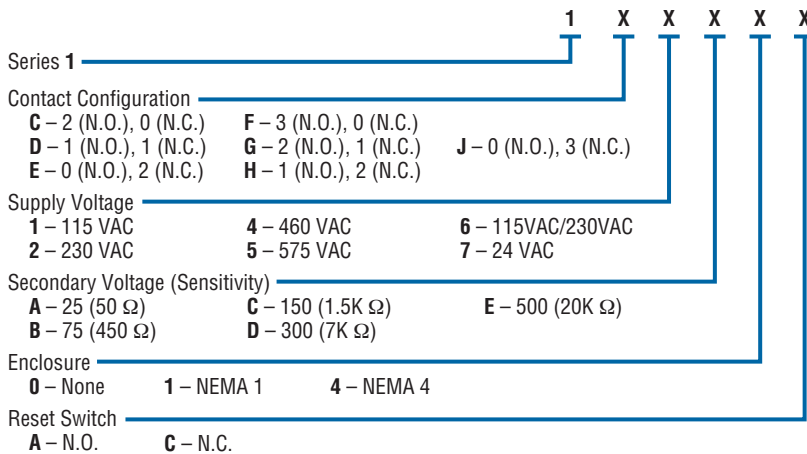 1 X X X X X
Series 1
Contact Configuration
C – 2 (N.O.), 0 (N.C.) F – 3 (N.O.), 0 (N.C.)
D – 1 (N.O.), 1 (N.C.) G – 2 (N.O.), 1 (N.C.) J – 0 (N.O.), 3 (N.C.)
E – 0 (N.O.), 2 (N.C.) H – 1 (N.O.), 2 (N.C.)
Supply Voltage
1 – 115 VAC 4 – 460 VAC 6 – 115VAC/230VAC
2 – 230 VAC 5 – 575 VAC 7 – 24 VAC
Secondary Voltage (Sensitivity)
A – 25 (50 Ω) C – 150 (1.5K Ω) E – 500 (20K Ω)
B – 75 (450 Ω) D – 300 (7K Ω)
Enclosure
0 – None 1 – NEMA 1 4 – NEMA 4
Reset Switch
A – N.O. C – N.C.